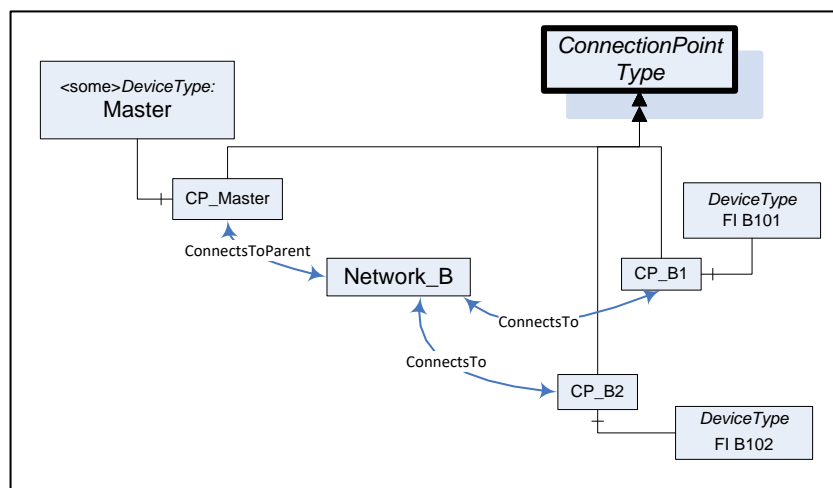 ConnectionPoint
Type
<some>DeviceType:
Master
CP_Master
DeviceType
FI B101
ConnectsToParent
Network_B
CP_B1
ConnectsTo
ConnectsTo
CP_B2
DeviceType
FI B102